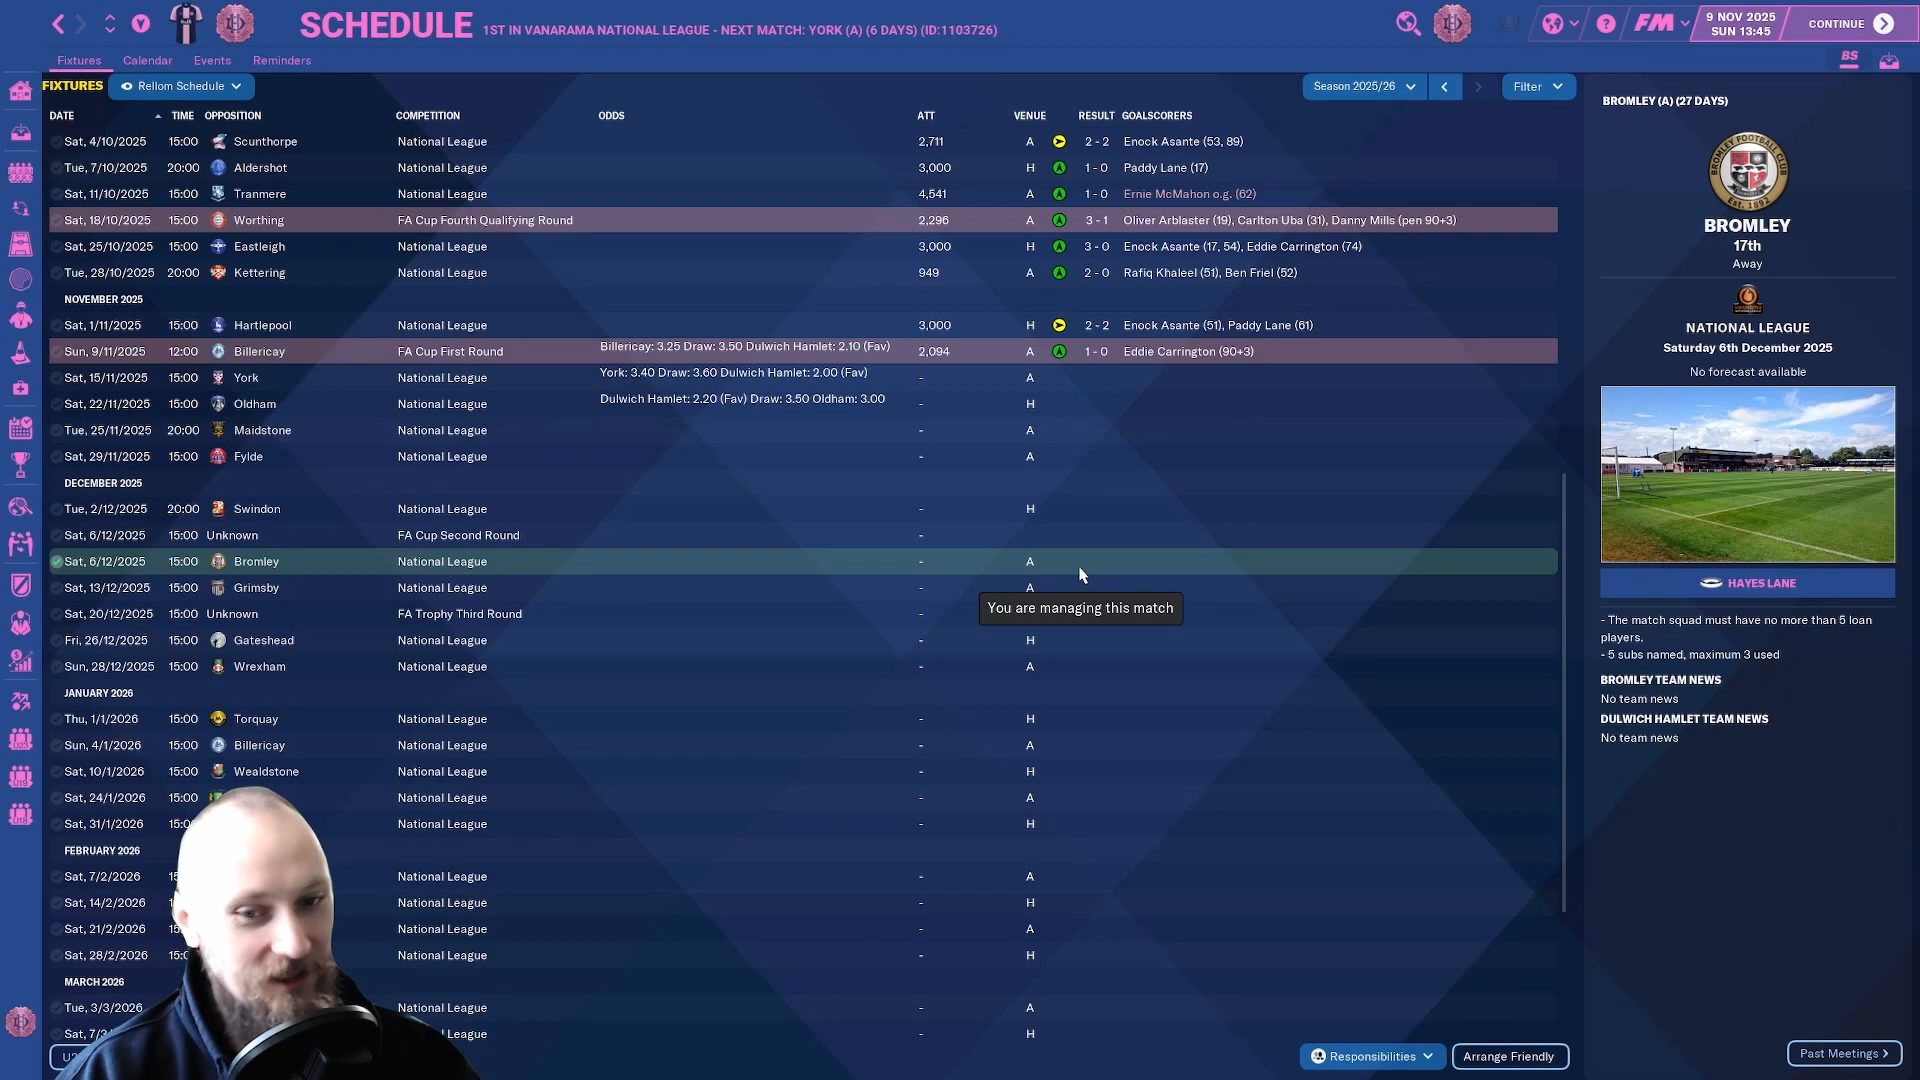 SCHEDULE 1ST IN VANARAMA NATIONAL LEAGUE - NEXT MATCH: YORK (A) (6 DAYS) (ID:1103726)
FM
9 NOV 2025
SUN 13:45
CONTINUE
Fixtures Calendar Events Reminders
BS
FIXTURES Rellom Schedule Season 2025/26 Filter
DATE TIME OPPOSITION COMPETITION ODDS ATT VENUE RESULT GOALSCORERS
Sat, 4/10/2025 15:00 Scunthorpe National League 2,711 A 2 - 2 Enock Asante (53, 89)
Tue, 7/10/2025 20:00 Aldershot National League 3,000 H 1 - 0 Paddy Lane (17)
Sat, 11/10/2025 15:00 Tranmere National League 4,541 A 1 - 0 Ernie McMahon o.g. (62)
Sat, 18/10/2025 15:00 Worthing FA Cup Fourth Qualifying Round 2,296 A 3 - 1 Oliver Arblaster (19), Carlton Uba (31), Danny Mills (pen 90+3)
Sat, 25/10/2025 15:00 Eastleigh National League 3,000 H 3 - 0 Enock Asante (17, 54), Eddie Carrington (74)
Tue, 28/10/2025 20:00 Kettering National League 949 A 2 - 0 Rafiq Khaleel (51), Ben Friel (52)
NOVEMBER 2025
Sat, 1/11/2025 15:00 Hartlepool National League 3,000 H 2 - 2 Enock Asante (51), Paddy Lane (61)
Sun, 9/11/2025 12:00 Billericay FA Cup First Round Billericay: 3.25 Draw: 3.50 Dulwich Hamlet: 2.10 (Fav) 2,094 A 1 - 0 Eddie Carrington (90+3)
Sat, 15/11/2025 15:00 York National League York: 3.40 Draw: 3.60 Dulwich Hamlet: 2.00 (Fav) - A
Sat, 22/11/2025 15:00 Oldham National League Dulwich Hamlet: 2.20 (Fav) Draw: 3.50 Oldham: 3.00 - H
Tue, 25/11/2025 20:00 Maidstone National League - A
Sat, 29/11/2025 15:00 Fylde National League - A
DECEMBER 2025
Tue, 2/12/2025 20:00 Swindon National League - H
Sat, 6/12/2025 15:00 Unknown FA Cup Second Round -
Sat, 6/12/2025 15:00 Bromley National League - A
Sat, 13/12/2025 15:00 Grimsby National League - A
You are managing this match
Sat, 20/12/2025 15:00 Unknown FA Trophy Third Round -
Fri, 26/12/2025 15:00 Gateshead National League - H
Sun, 28/12/2025 15:00 Wrexham National League - A
JANUARY 2026
Thu, 1/1/2026 15:00 Torquay National League - H
Sun, 4/1/2026 15:00 Billericay National League - A
Sat, 10/1/2026 15:00 Wealdstone National League - H
Sat, 24/1/2026 15:00 National League - A
Sat, 31/1/2026 15:0 National League - H
FEBRUARY 2026
Sat, 7/2/2026 National League - A
Sat, 14/2/2026 National League - H
Sat, 21/2/2026 National League - A
Sat, 28/2/2026 National League - H
MARCH 2026
Tue, 3/3/2026 National League - A
Sat, 7/3/ League - H
Responsibilities Arrange Friendly
BROMLEY (A) (27 DAYS)
BROMLEY FOOTBALL CLUB
Est. 1892
BROMLEY
17th
Away
NATIONAL LEAGUE
Saturday 6th December 2025
No forecast available
HAYES LANE
- The match squad must have no more than 5 loan
players.
- 5 subs named, maximum 3 used
BROMLEY TEAM NEWS
No team news
DULWICH HAMLET TEAM NEWS
No team news
Past Meetings